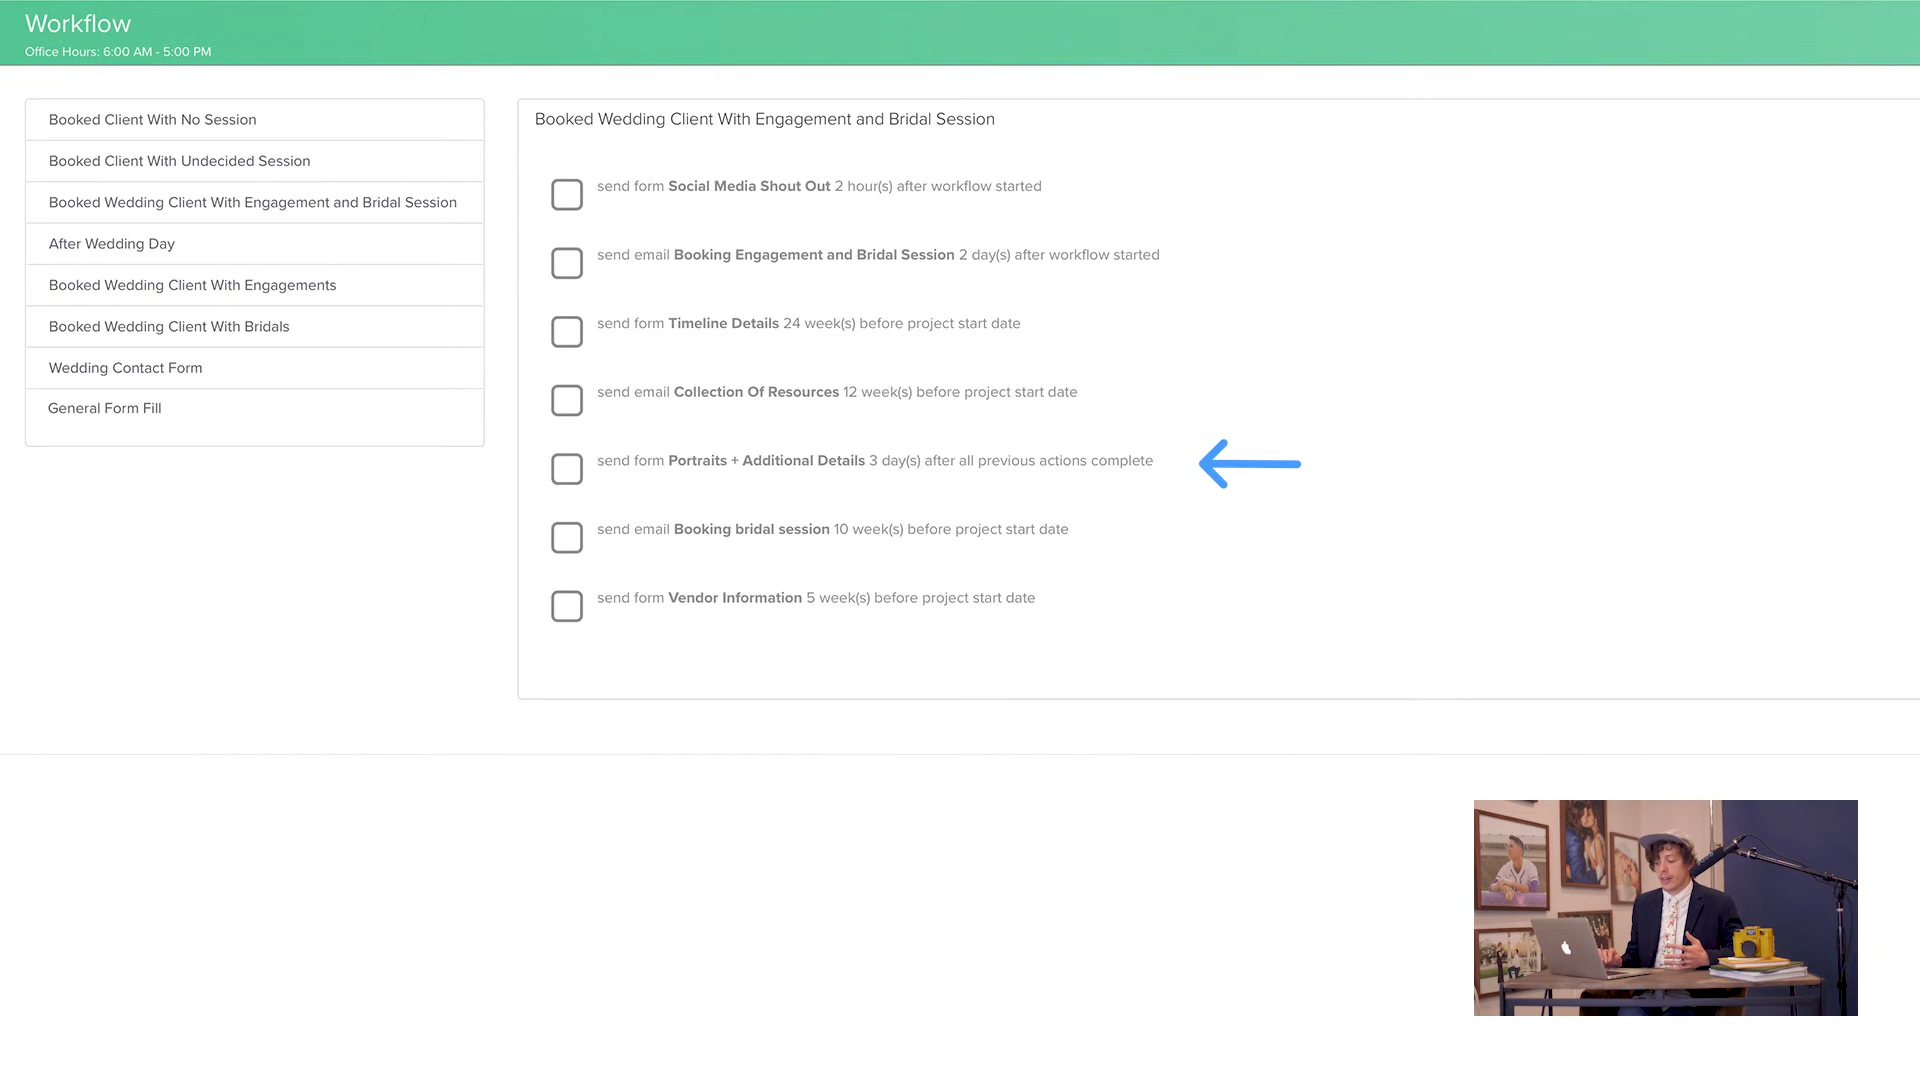 Workflow
Office Hours: 6:00 AM - 5:00 PM
Booked Client With No Session
Booked Client With Undecided Session
Booked Wedding Client With Engagement and Bridal Session
After Wedding Day
Booked Wedding Client With Engagements
Booked Wedding Client With Bridals
Wedding Contact Form
General Form Fill
Booked Wedding Client With Engagement and Bridal Session
send form Social Media Shout Out 2 hour(s) after workflow started
send email Booking Engagement and Bridal Session 2 day(s) after workflow started
send form Timeline Details 24 week(s) before project start date
send email Collection Of Resources 12 week(s) before project start date
send form Portraits + Additional Details 3 day(s) after all previous actions complete
send email Booking bridal session 10 week(s) before project start date
send form Vendor Information 5 week(s) before project start date